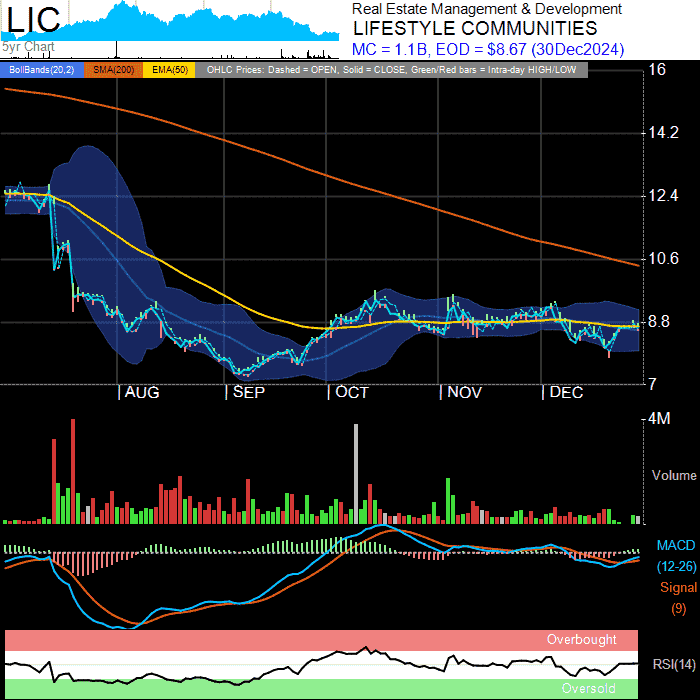 LIC
5yr Chart
Real Estate Management & Development
LIFESTYLE COMMUNITIES
MC = 1.1B, EOD = $8.67 (30Dec2024)
BollBands(20,2) SMA(200) EMA(50) OHLC Prices: Dashed = OPEN, Solid = CLOSE, Green/Red bars = Intra-day HIGH/LOW
16
14.2
12.4
10.6
8.8
7
AUG SEP OCT NOV DEC
4M
Volume
MACD
(12-26)
Signal
(9)
Overbought
RSI(14)
Oversold